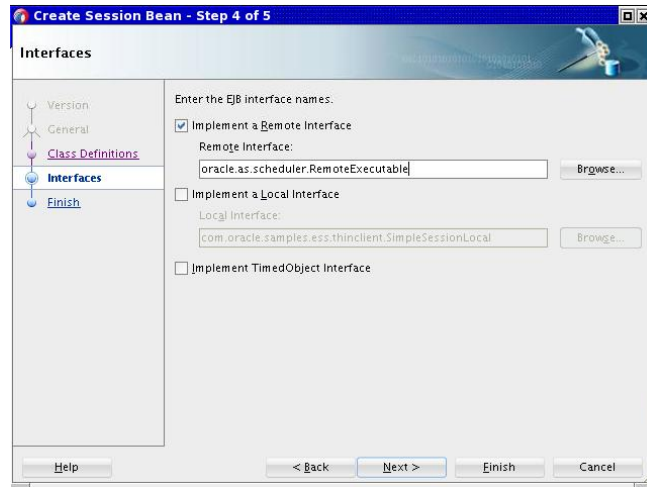 Create Session Bean - Step 4 of 5
Interfaces
Version
General
Class Definitions
Interfaces
Finish
Enter the EJB interface names.
Implement a Remote Interface
Remote Interface:
oracle.as.scheduler.RemoteExecutable
Browse...
Implement a Local Interface
Local Interface:
com.oracle.samples.ess.thinclient.SimpleSessionLocal
Browse...
Implement TimedObject Interface
Help
< Back
Next >
Finish
Cancel